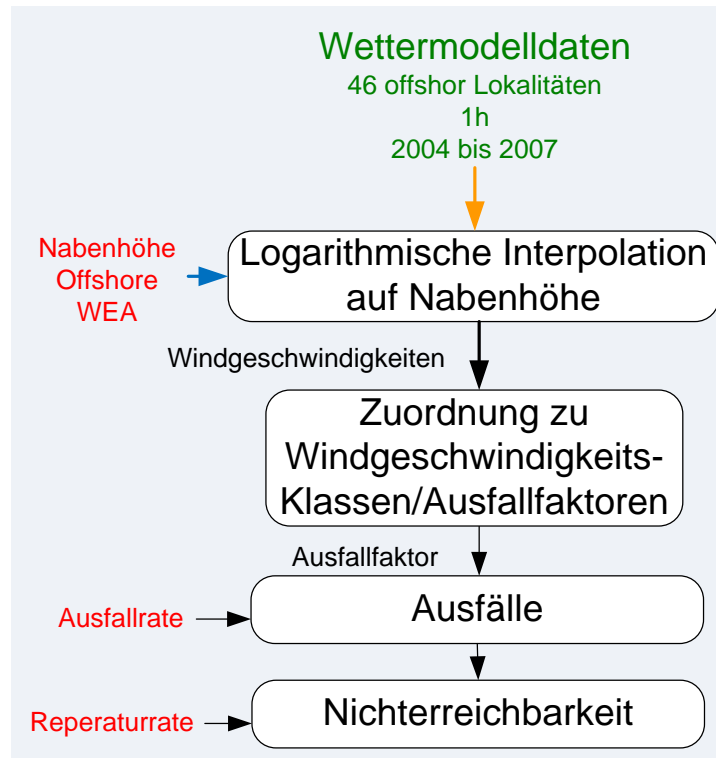 Wettermodelldaten
46 offshor Lokalitäten
1h
2004 bis 2007
Nabenhöhe
Offshore
WEA
Logarithmische Interpolation
auf Nabenhöhe
Windgeschwindigkeiten
Zuordnung zu
Windgeschwindigkeits-
Klassen/Ausfallfaktoren
Ausfallfaktor
Ausfallrate
Ausfälle
Reperaturrate
Nichterreichbarkeit